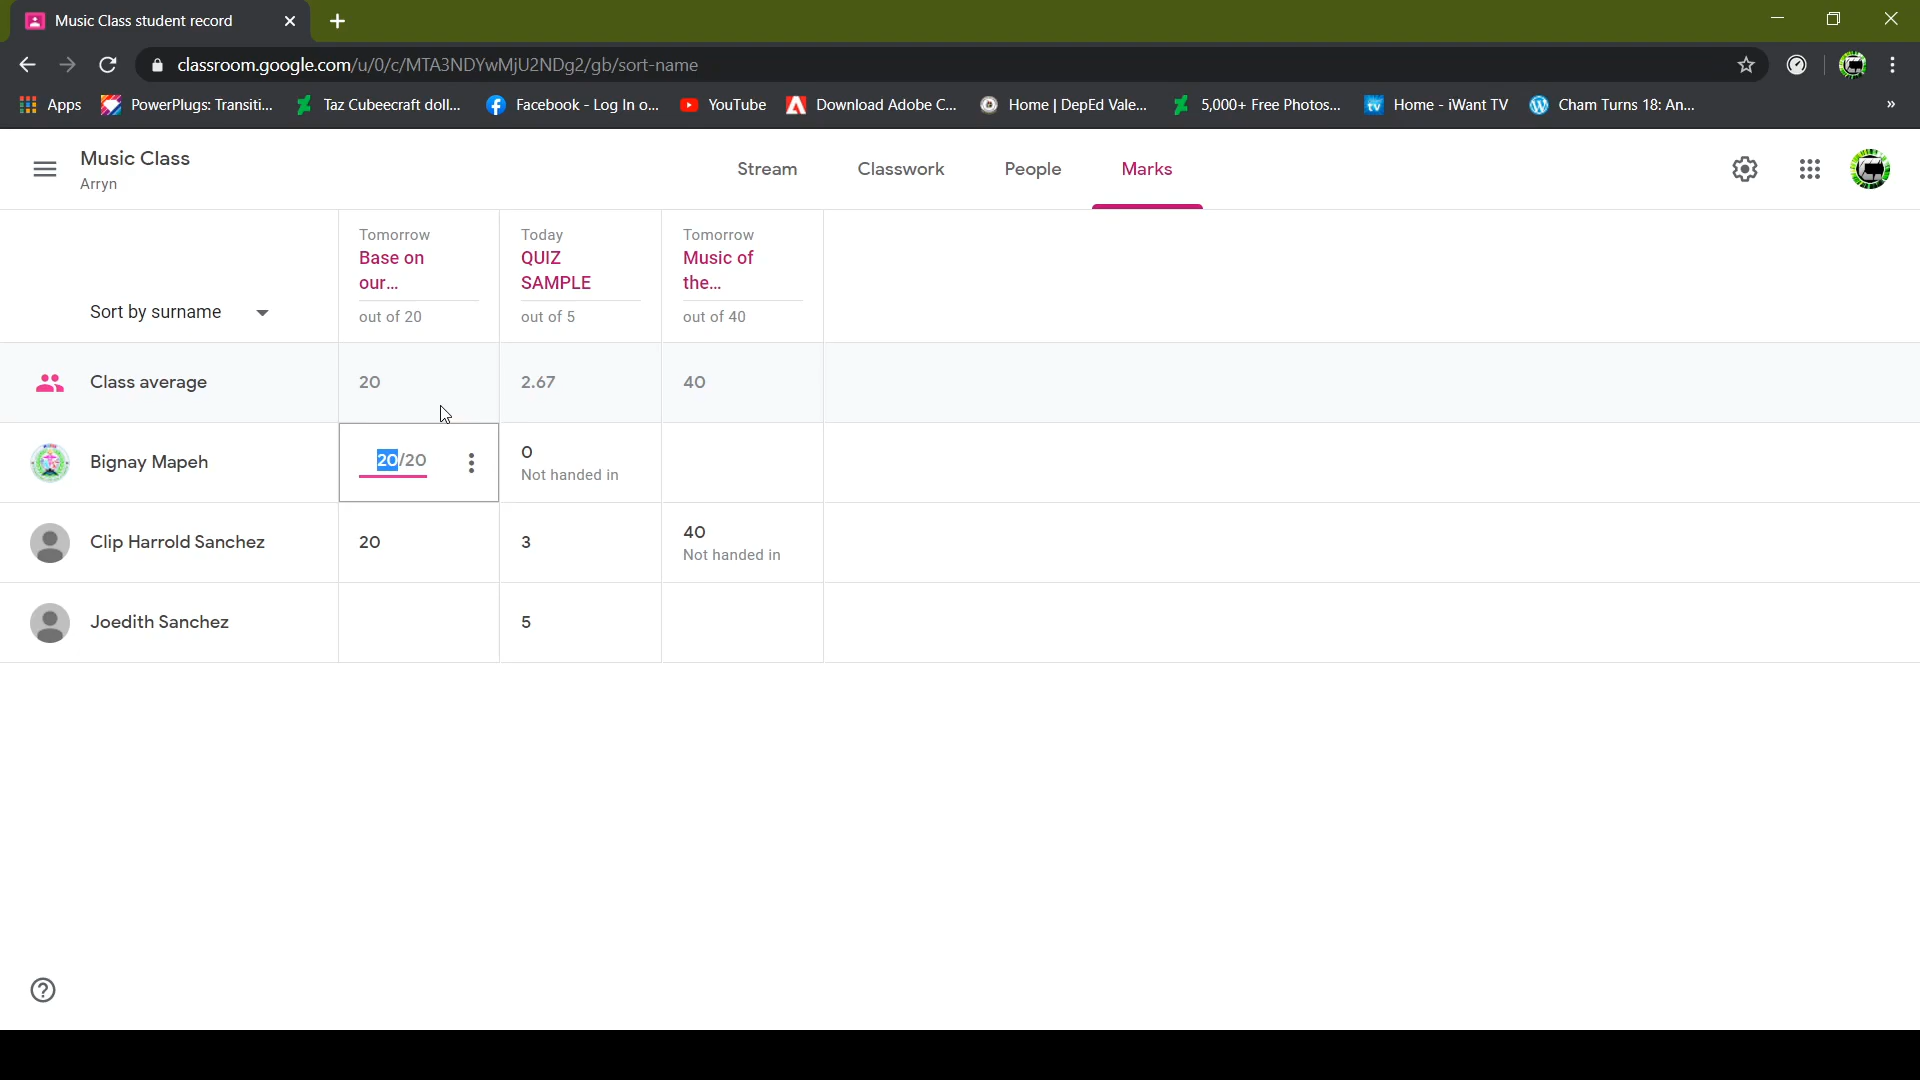 Music Class student record
classroom.google.com/u/0/c/MTA3NDYwMjU2NDg2/gb/sort-name
Apps PowerPlugs: Transiti... Taz Cubeecraft doll... Facebook - Log In o... YouTube Download Adobe C... Home | DepEd Vale... 5,000+ Free Photos... Home - iWant TV Cham Turns 18: An... »
Music Class
Arryn
Stream Classwork People Marks
Tomorrow Today Tomorrow
Base on QUIZ Music of
our... SAMPLE the...
Sort by surname out of 20 out of 5 out of 40
Class average 20 2.67 40
Bignay Mapeh 20/20 0
Not handed in
Clip Harrold Sanchez 20 3 40
Not handed in
Joedith Sanchez 5